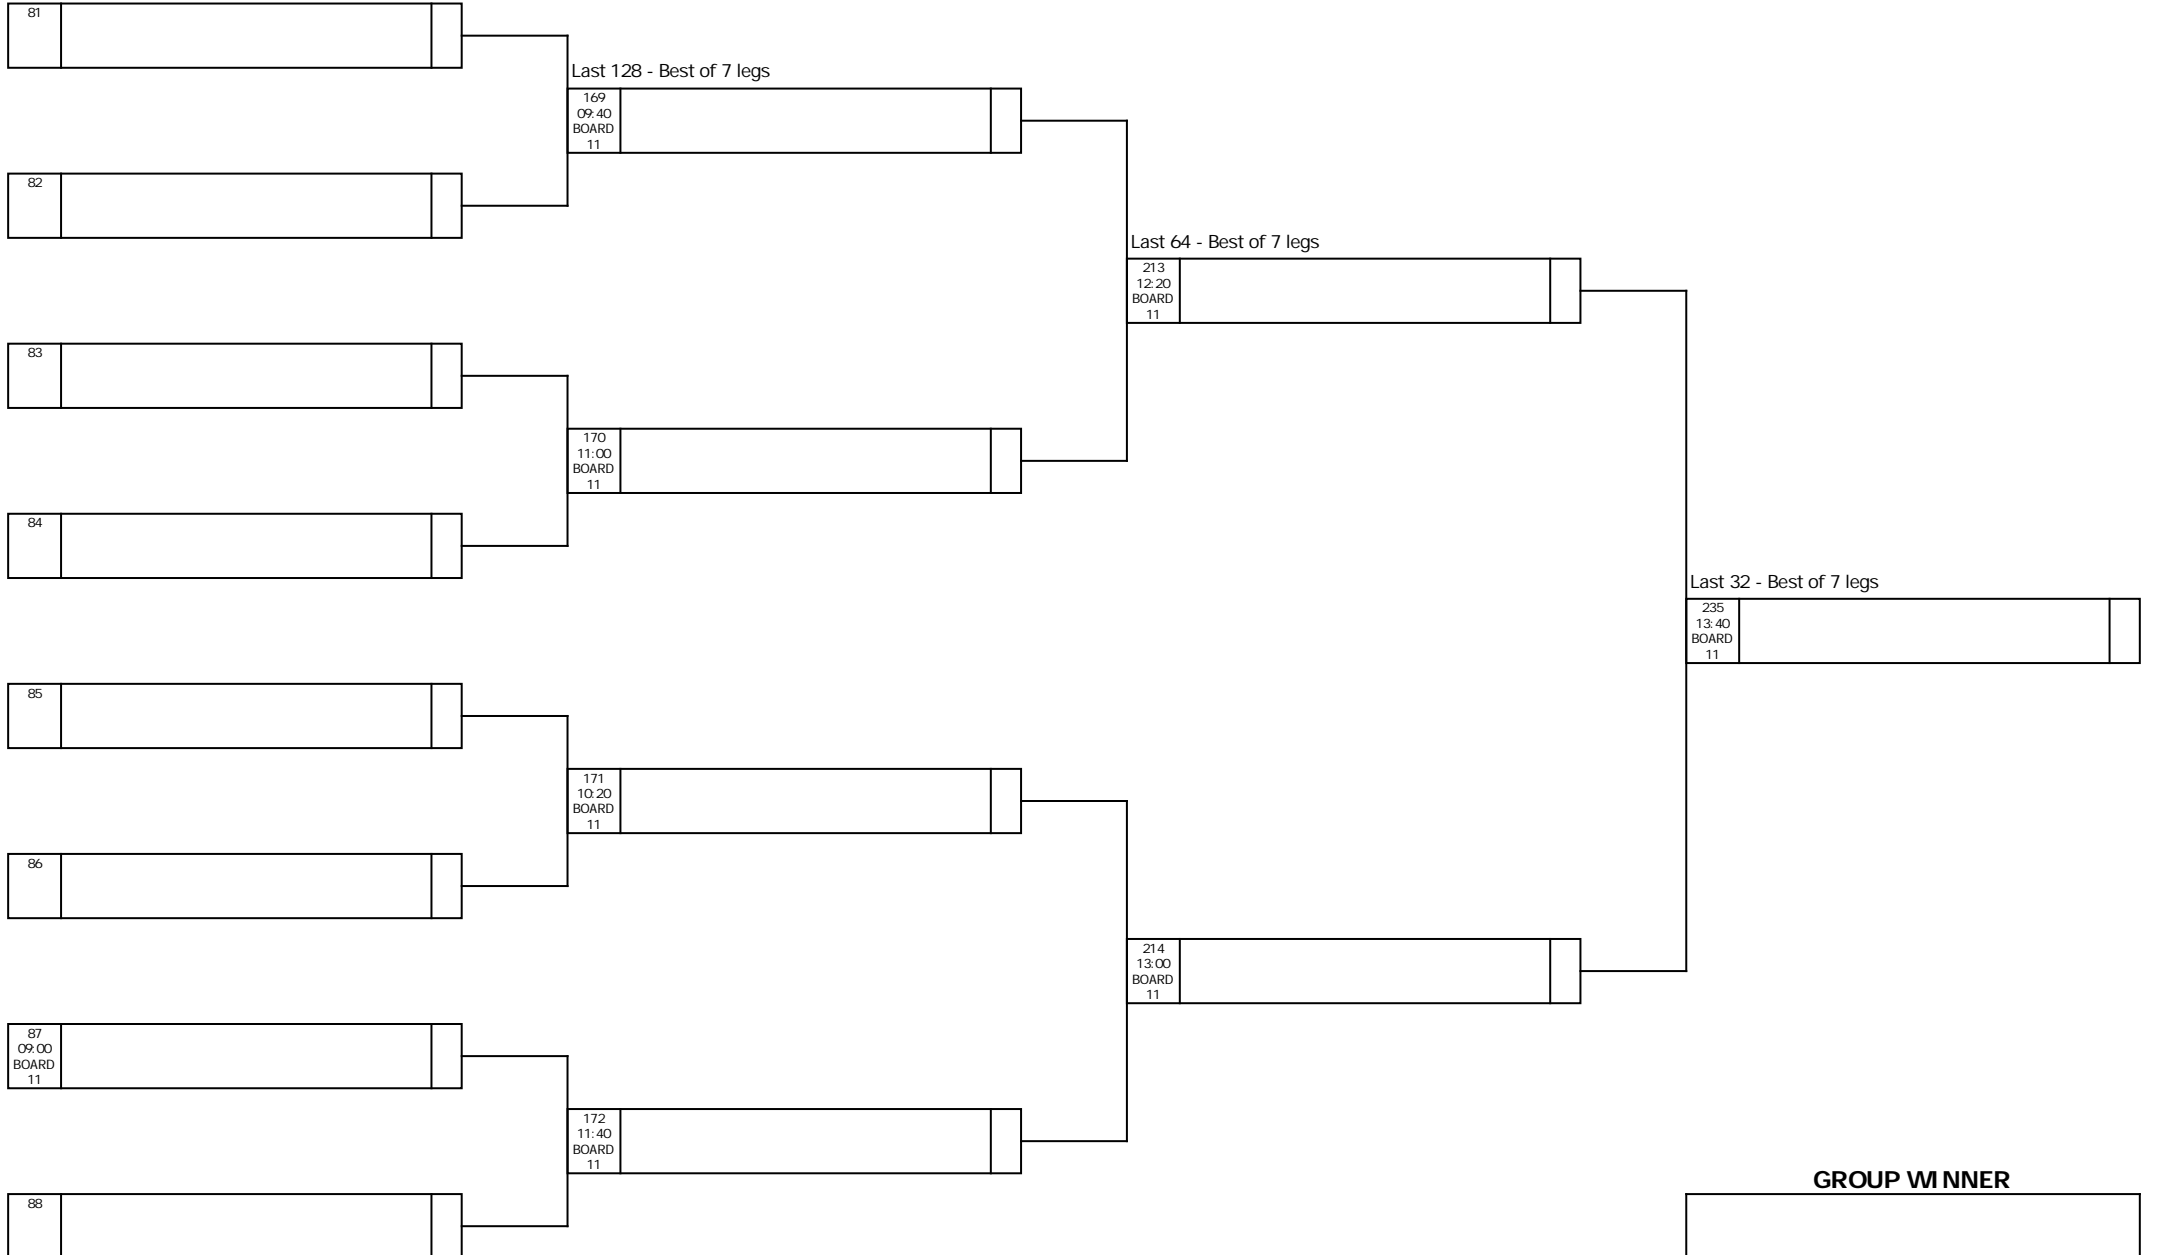 81
Last 128 - Best of 7 legs
169
09:40
BOARD
11
82
Last 64 - Best of 7 legs
213
12:20
BOARD
11
83
170
11:00
BOARD
11
84
Last 32 - Best of 7 legs
235
13:40
BOARD
11
85
171
10:20
BOARD
11
86
214
13:00
BOARD
11
87
09:00
BOARD
11
172
11:40
BOARD
11
GROUP WINNER
88